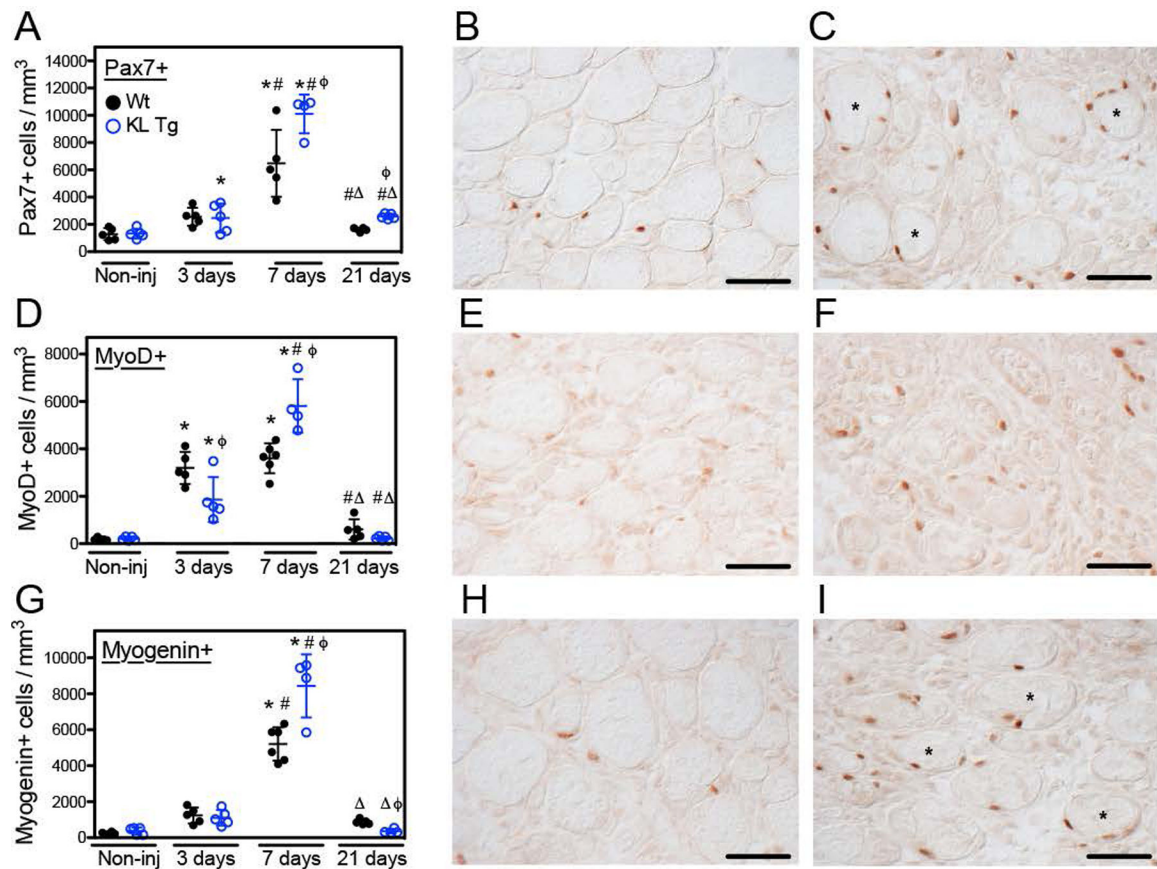 A
Pax7+ cells / mm3
14000
12000
10000
8000
6000
4000
2000
0
Pax7+
Wt
KL Tg
*
*#
*#ϕ
ϕ
#Δ
#Δ
Non-inj
3 days
7 days
21 days
B
C
*
*
*
*
D
MyoD+ cells / mm3
8000
6000
4000
2000
0
MyoD+
*
* ϕ
*
* # ϕ
#Δ
#Δ
Non-inj
3 days
7 days
21 days
E
F
G
Myogenin+ cells / mm3
10000
8000
6000
4000
2000
0
Myogenin+
* #
* # ϕ
Δ
Δ ϕ
Non-inj
3 days
7 days
21 days
H
I
*
*
*